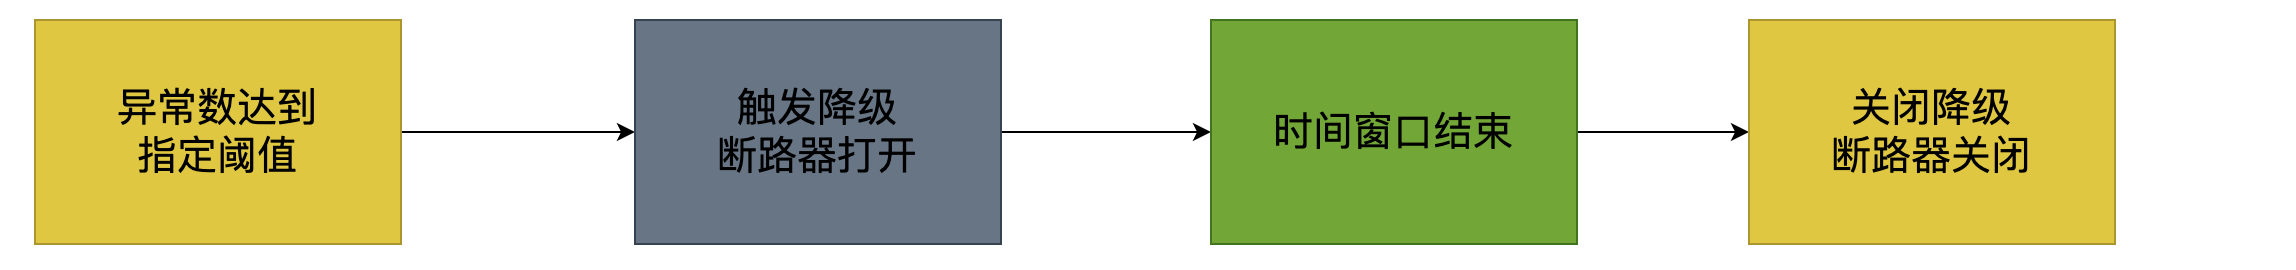 异常数达到
指定阈值
触发降级
断路器打开
时间窗口结束
关闭降级
断路器关闭